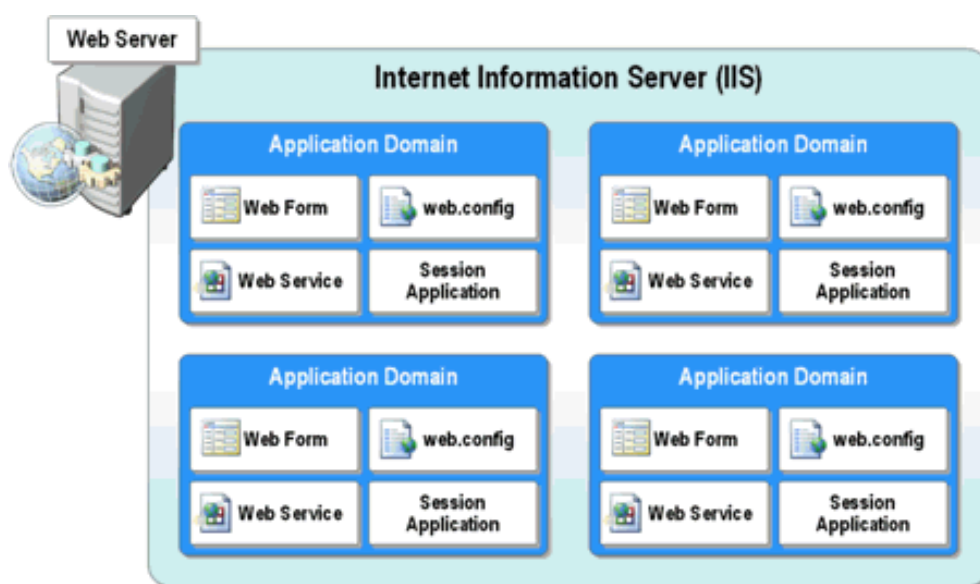 Web Server
Internet Information Server (IIS)
Application Domain
Web Form
web.config
Web Service
Session
Application
Application Domain
Web Form
web.config
Web Service
Session
Application
Application Domain
Web Form
web.config
Web Service
Session
Application
Application Domain
Web Form
web.config
Web Service
Session
Application